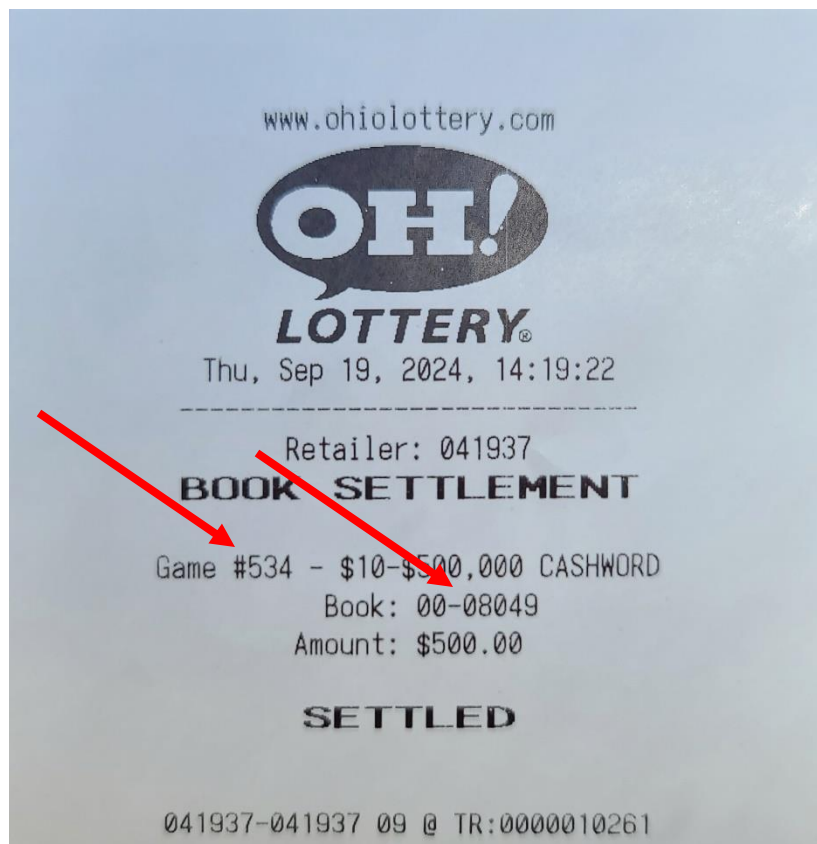 www.ohiolottery.com
OH!
LOTTERY®
Thu, Sep 19, 2024, 14:19:22
Retailer: 041937
BOOK SETTLEMENT
Game #534 - $10-$500,000 CASHWORD
Book: 00-08049
Amount: $500.00
SETTLED
041937-041937 09 @ TR:0000010261